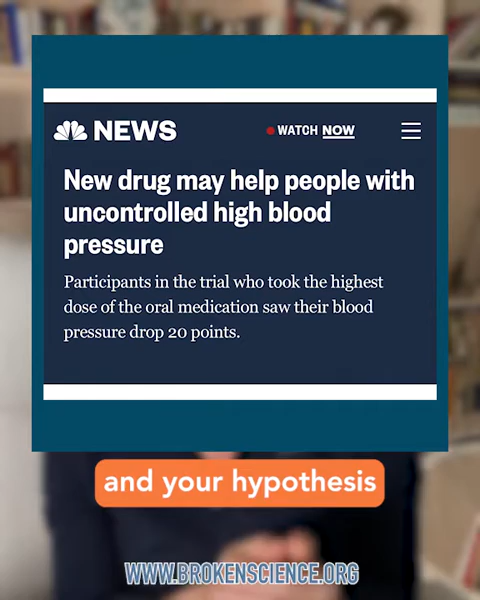 NEWS
WATCH NOW
New drug may help people with
uncontrolled high blood
pressure
Participants in the trial who took the highest
dose of the oral medication saw their blood
pressure drop 20 points.
and your hypothesis
WWW.BROKENSCIENCE.ORG